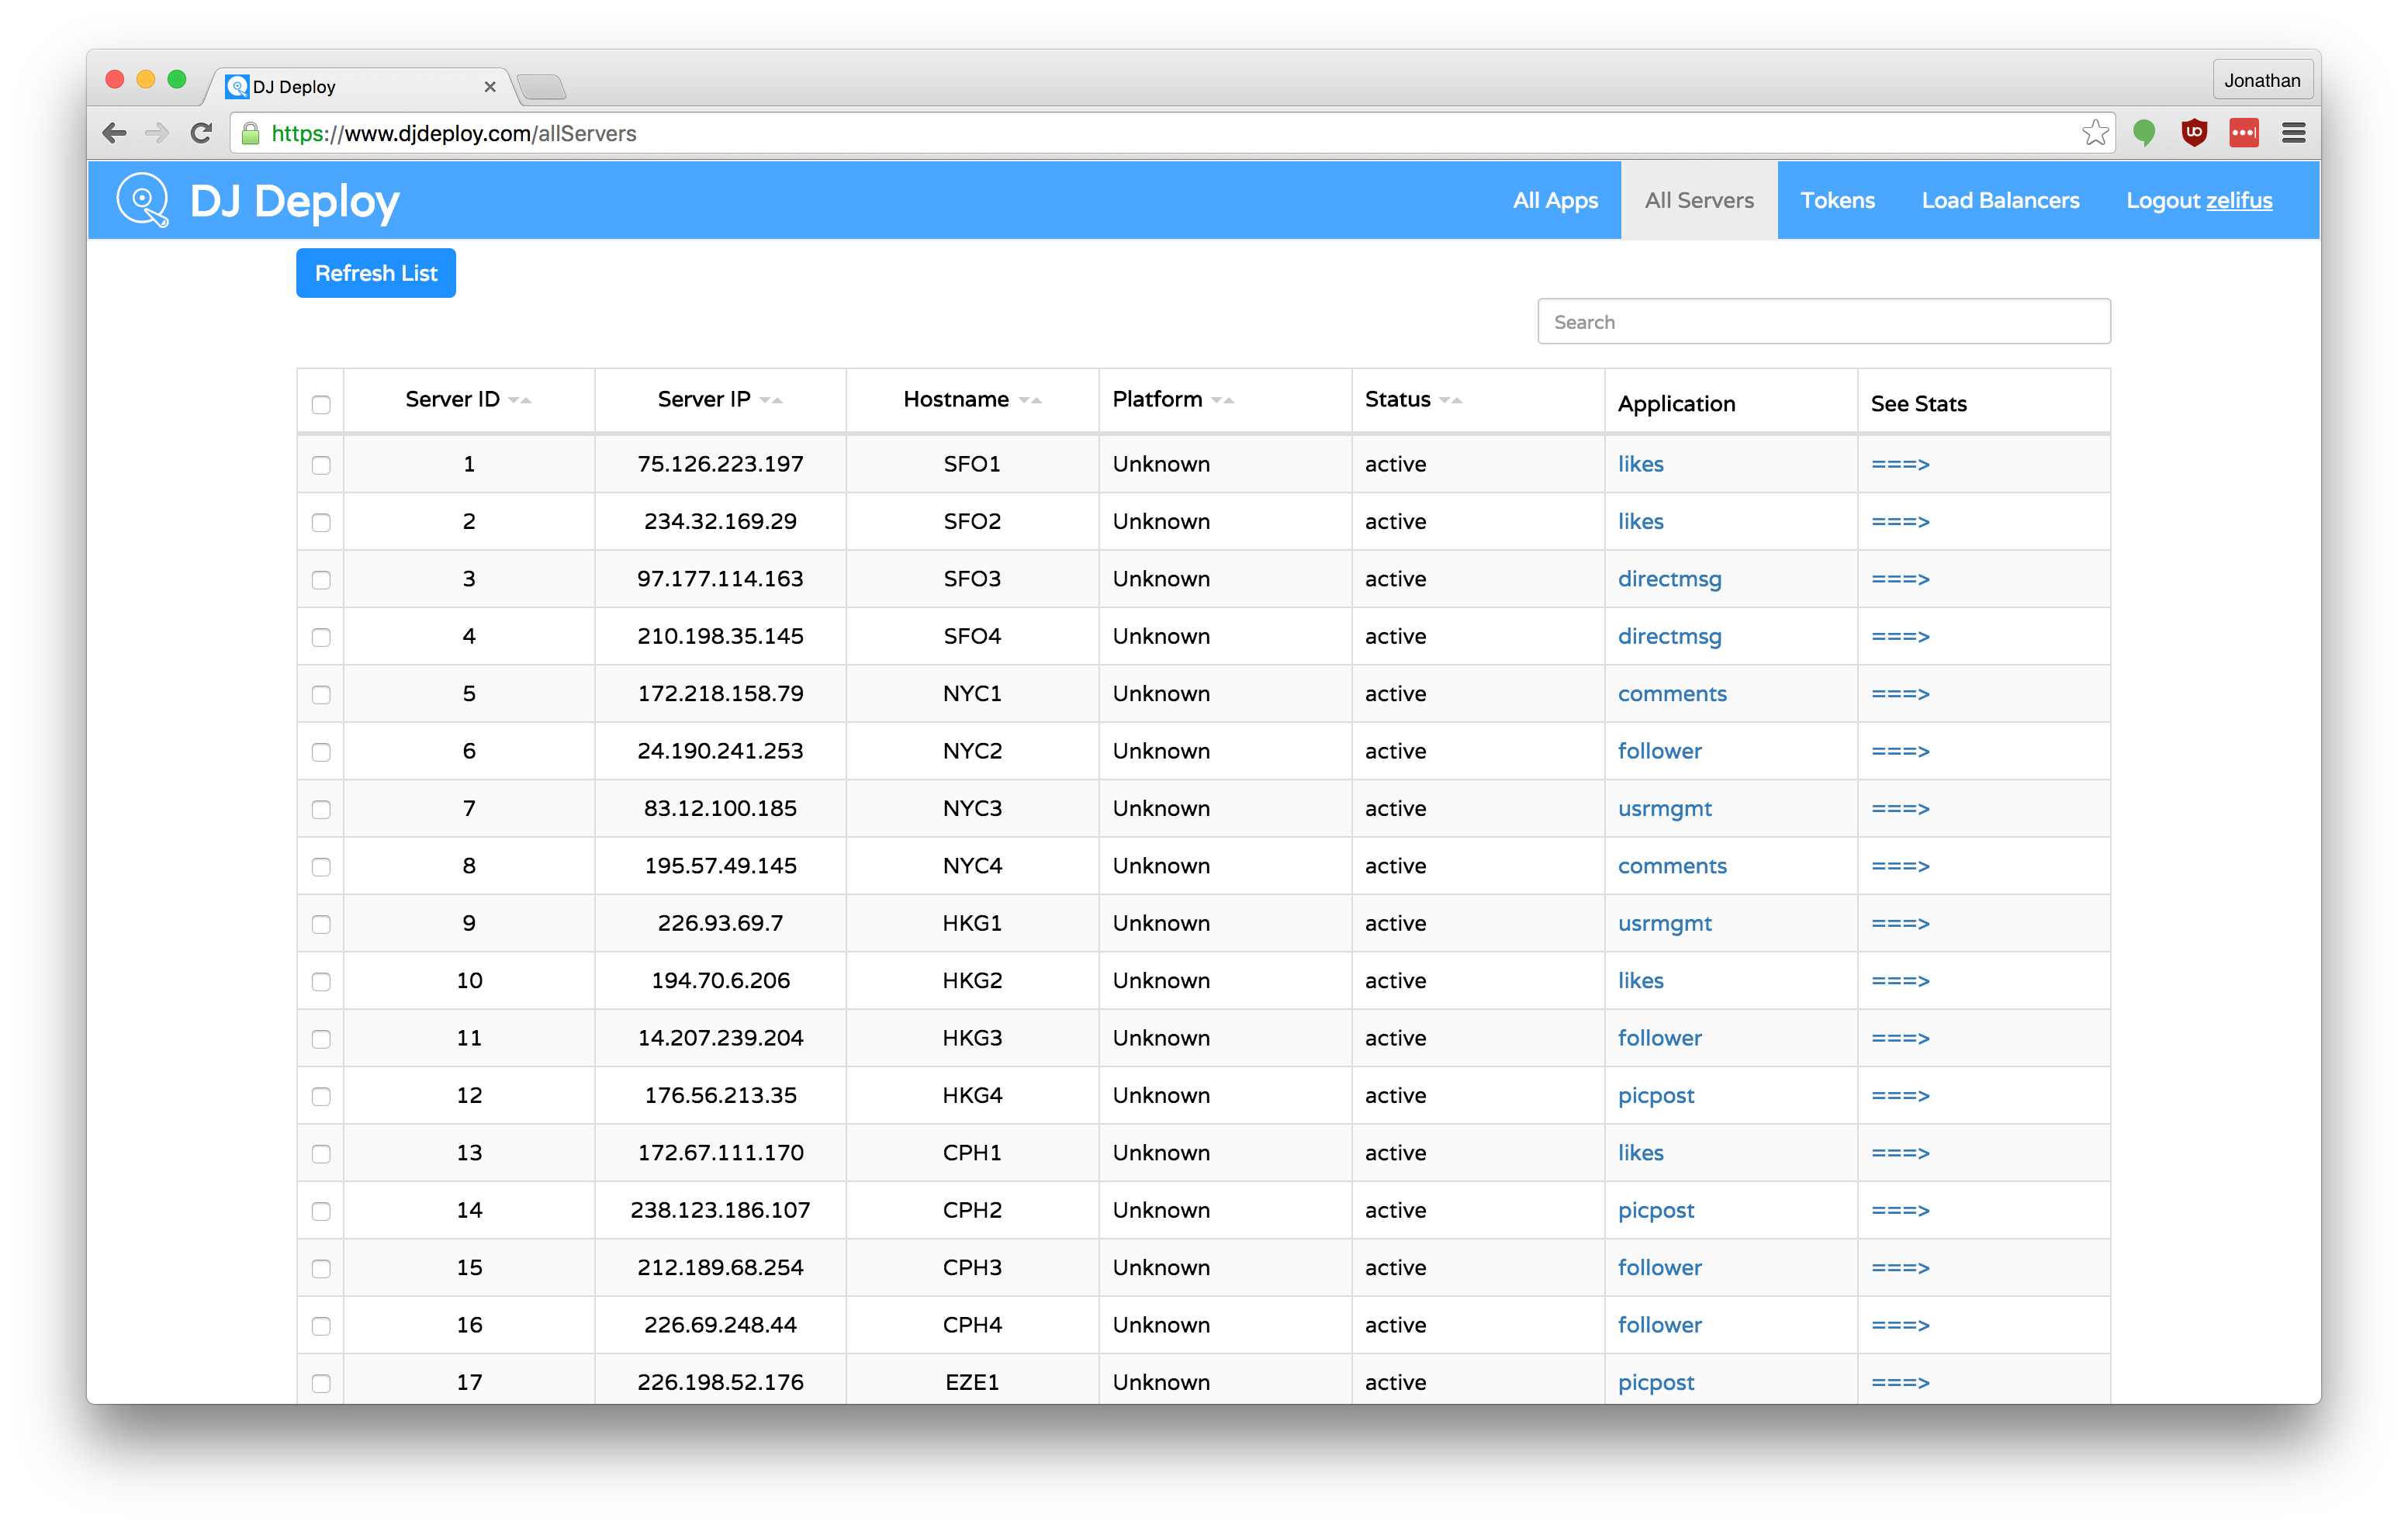 DJ Deploy
Jonathan
https://www.djdeploy.com/allServers
DJ Deploy All Apps All Servers Tokens Load Balancers Logout zelifus
Refresh List
Search
Server ID Server IP Hostname Platform Status Application See Stats
1 75.126.223.197 SFO1 Unknown active likes ===>
2 234.32.169.29 SFO2 Unknown active likes ===>
3 97.177.114.163 SFO3 Unknown active directmsg ===>
4 210.198.35.145 SFO4 Unknown active directmsg ===>
5 172.218.158.79 NYC1 Unknown active comments ===>
6 24.190.241.253 NYC2 Unknown active follower ===>
7 83.12.100.185 NYC3 Unknown active usrmgmt ===>
8 195.57.49.145 NYC4 Unknown active comments ===>
9 226.93.69.7 HKG1 Unknown active usrmgmt ===>
10 194.70.6.206 HKG2 Unknown active likes ===>
11 14.207.239.204 HKG3 Unknown active follower ===>
12 176.56.213.35 HKG4 Unknown active picpost ===>
13 172.67.111.170 CPH1 Unknown active likes ===>
14 238.123.186.107 CPH2 Unknown active picpost ===>
15 212.189.68.254 CPH3 Unknown active follower ===>
16 226.69.248.44 CPH4 Unknown active follower ===>
17 226.198.52.176 EZE1 Unknown active picpost ===>